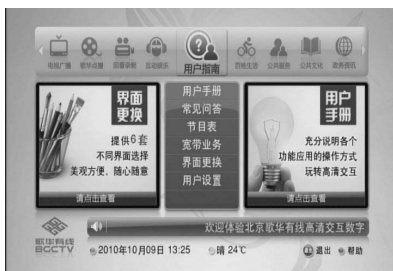 电视广播 歌华点播 回看录制 互动娱乐 用户指南 百姓生活 公共服务 公共文化 政务资讯
界面
更换
提供6套
不同界面选择
美观方便，随心随意
请点击查看
用户手册
常见问答
节目表
宽带业务
界面更换
用户设置
用户
手册
充分说明各个
功能应用的操作方式
玩转高清交互
请点击查看
歌华有线
BGCTV
欢迎体验北京歌华有线高清交互数字
2010年10月09日 13:25 晴 24℃ 退出 帮助